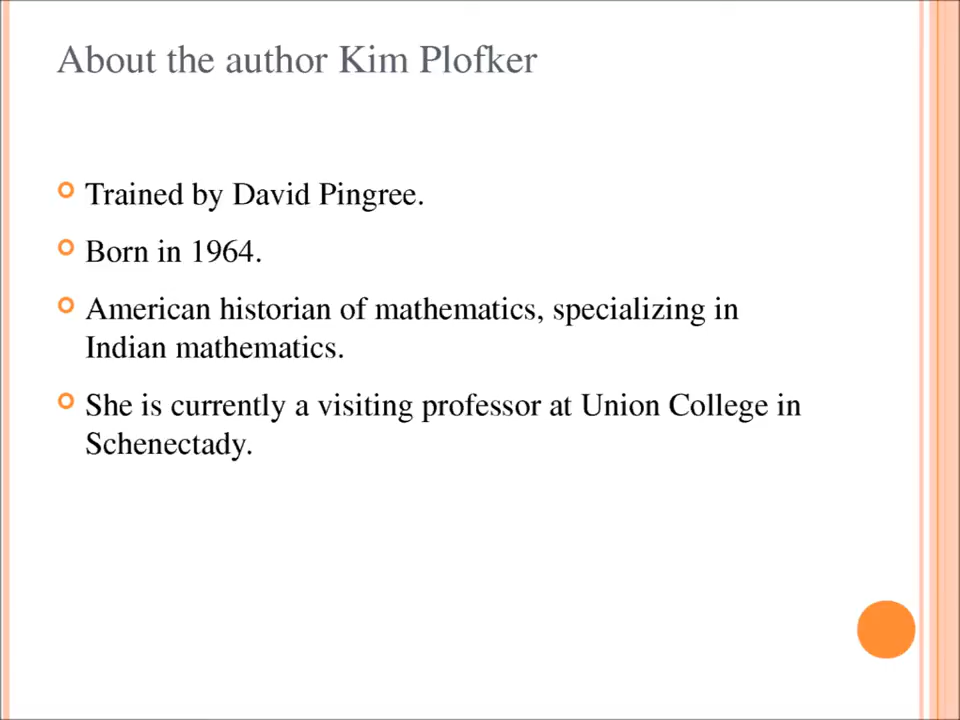 About the author Kim Plofker
Trained by David Pingree.
Born in 1964.
American historian of mathematics, specializing in
Indian mathematics.
She is currently a visiting professor at Union College in
Schenectady.